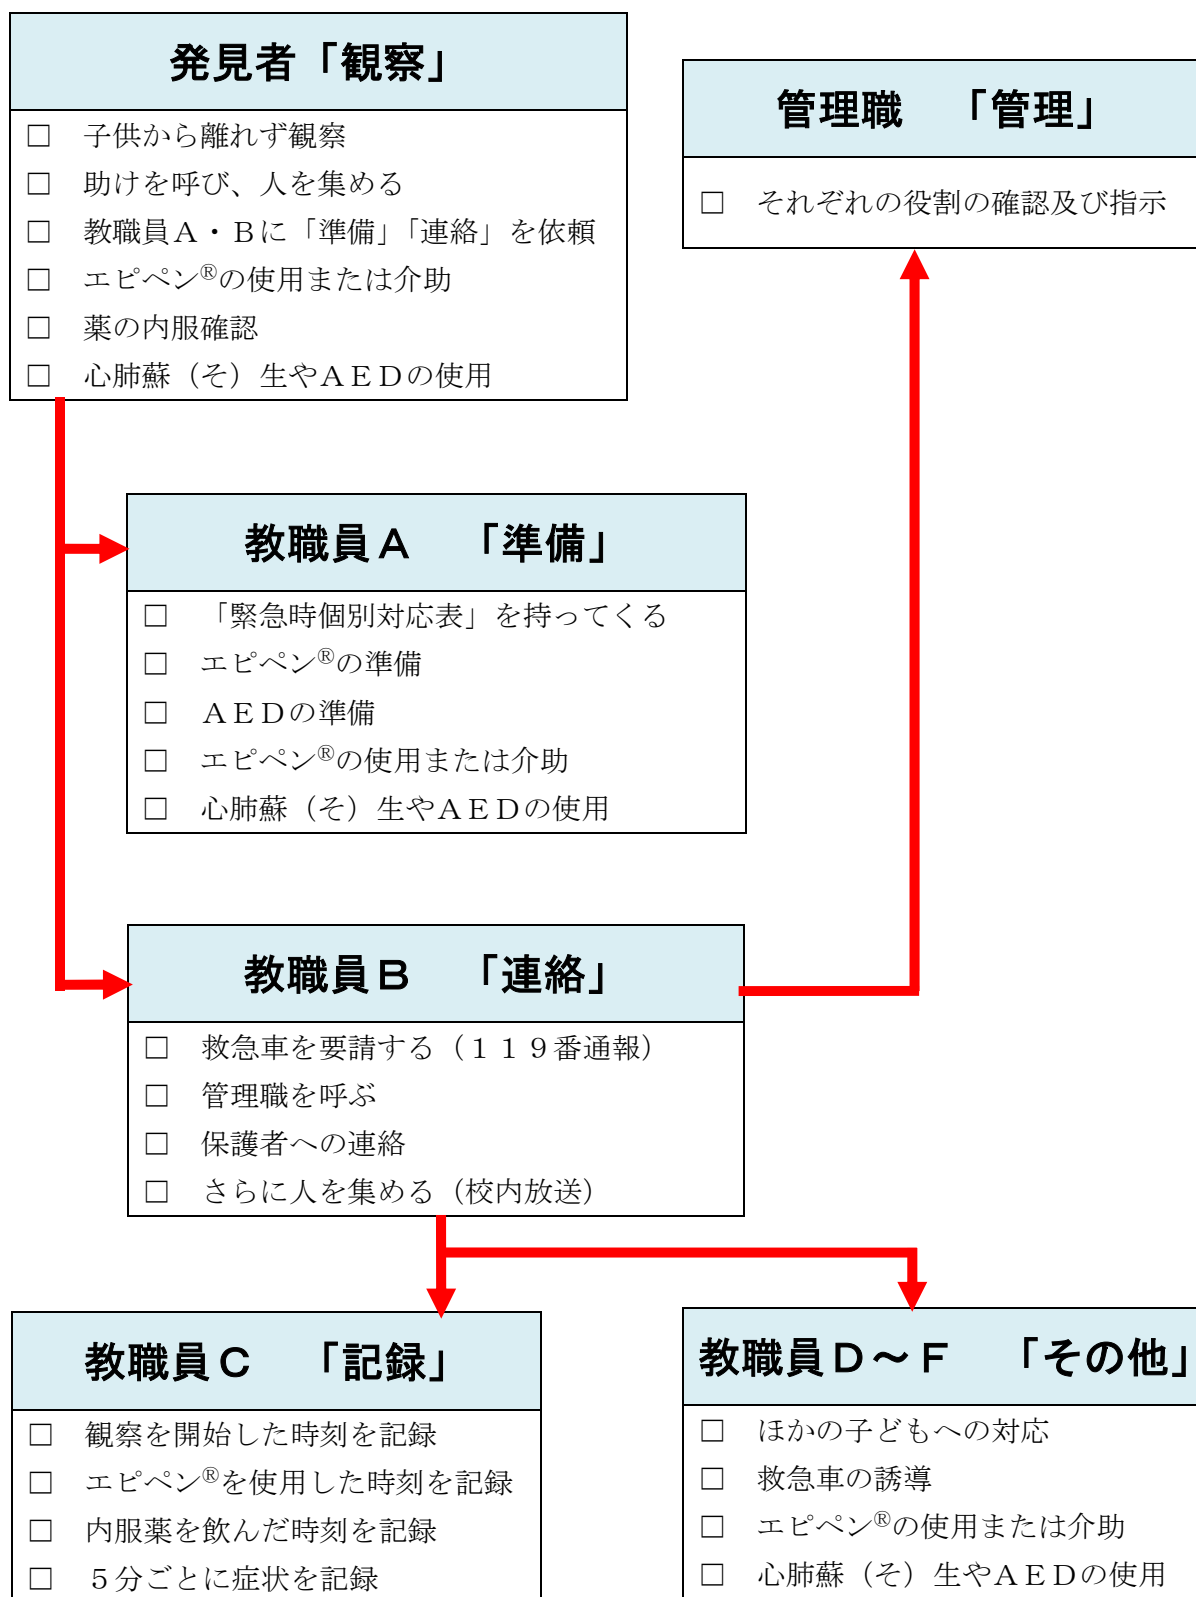 発見者「観察」
□ 子供から離れず観察
□ 助けを呼び、人を集める
□ 教職員Ａ・Ｂに「準備」「連絡」を依頼
□ エピペン®の使用または介助
□ 薬の内服確認
□ 心肺蘇（そ）生やＡＥＤの使用
管理職　「管理」
□ それぞれの役割の確認及び指示
教職員Ａ　「準備」
□ 「緊急時個別対応表」を持ってくる
□ エピペン®の準備
□ ＡＥＤの準備
□ エピペン®の使用または介助
□ 心肺蘇（そ）生やＡＥＤの使用
教職員Ｂ　「連絡」
□ 救急車を要請する（１１９番通報）
□ 管理職を呼ぶ
□ 保護者への連絡
□ さらに人を集める（校内放送）
教職員Ｃ　「記録」
□ 観察を開始した時刻を記録
□ エピペン®を使用した時刻を記録
□ 内服薬を飲んだ時刻を記録
□ ５分ごとに症状を記録
教職員Ｄ～Ｆ　「その他」
□ ほかの子どもへの対応
□ 救急車の誘導
□ エピペン®の使用または介助
□ 心肺蘇（そ）生やＡＥＤの使用